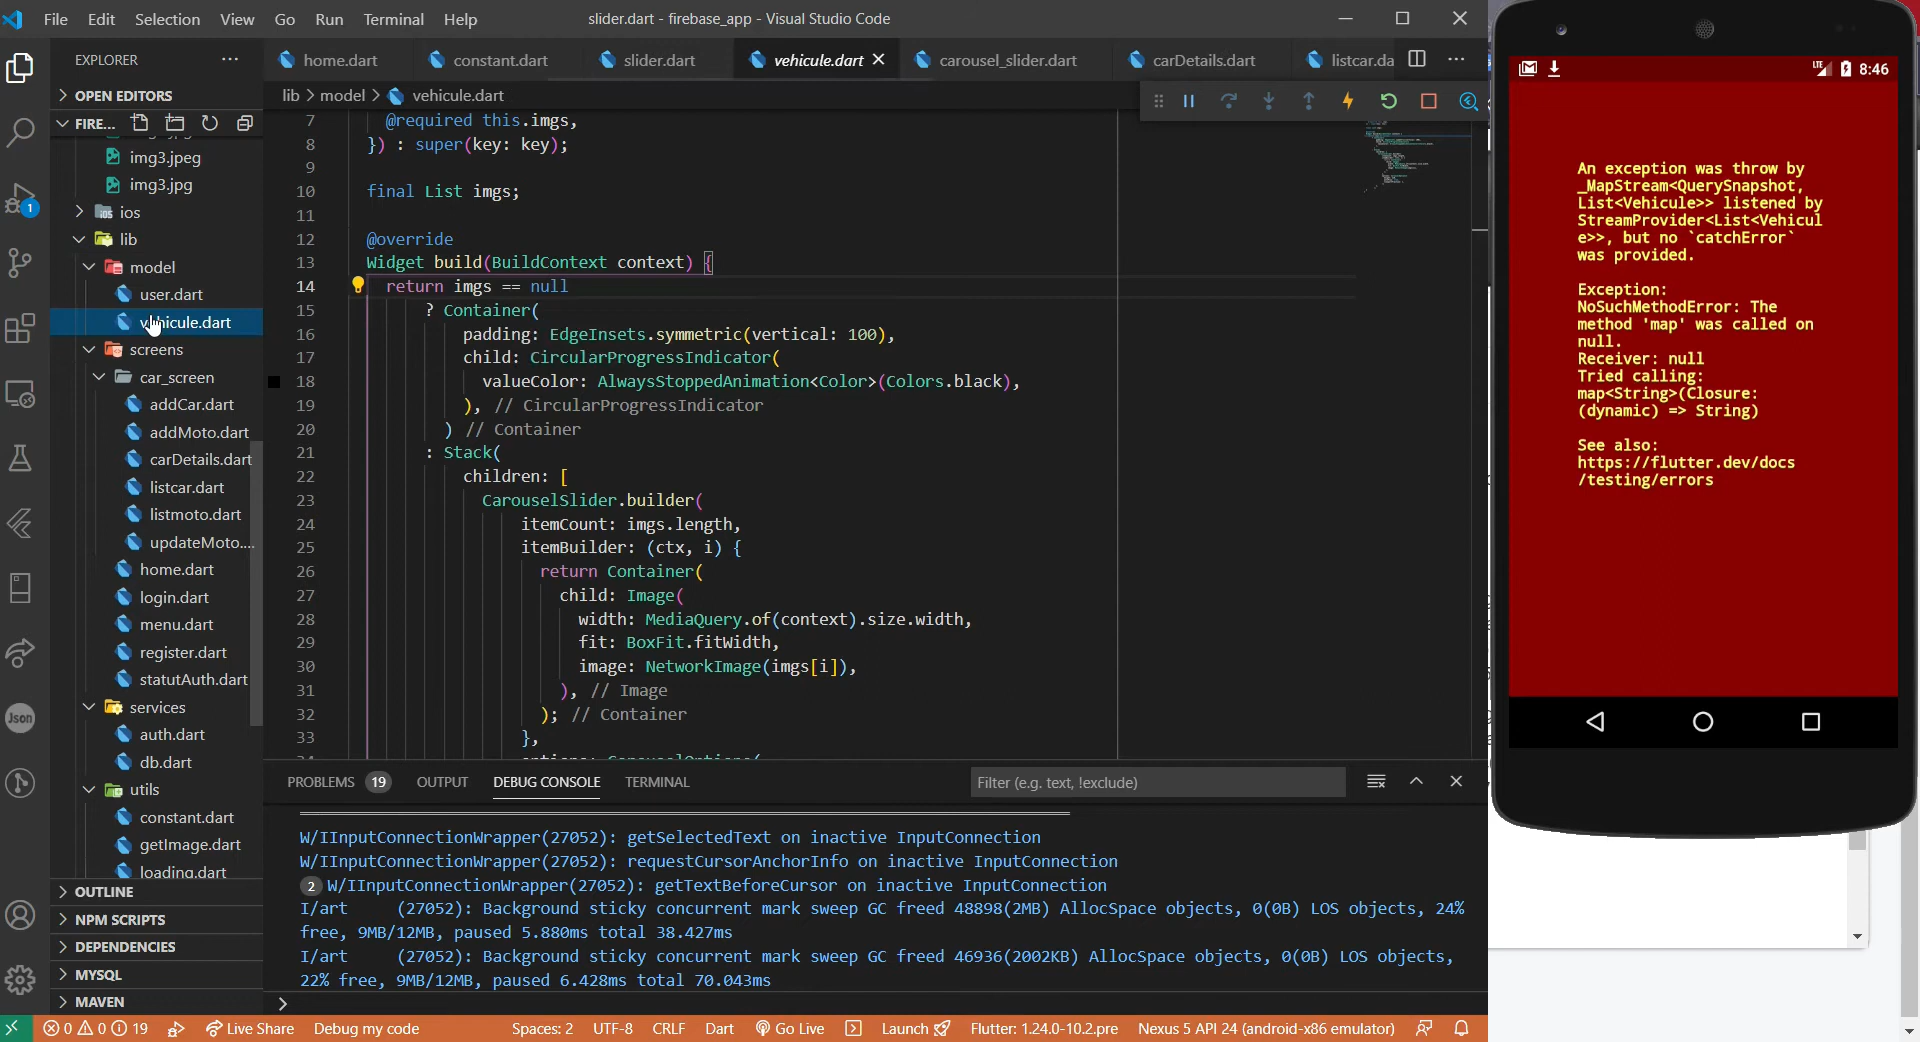 File Edit Selection View Go Run Terminal Help
slider.dart - firebase_app - Visual Studio Code
EXPLORER
OPEN EDITORS
FIRE...
img3.jpeg
img3.jpg
ios
lib
model
user.dart
vehicule.dart
screens
car_screen
addCar.dart
addMoto.dart
carDetails.dart
listcar.dart
listmoto.dart
updateMoto....
home.dart
login.dart
menu.dart
register.dart
statutAuth.dart
services
auth.dart
db.dart
utils
constant.dart
getImage.dart
loading.dart
OUTLINE
NPM SCRIPTS
DEPENDENCIES
MYSQL
MAVEN
1
Json
home.dart constant.dart slider.dart vehicule.dart carousel_slider.dart carDetails.dart listcar.da
lib > model > vehicule.dart
7 @required this.imgs,
8 }) : super(key: key);
9
10 final List imgs;
11
12 @override
13 Widget build(BuildContext context) {
14 return imgs == null
15 ? Container(
16 padding: EdgeInsets.symmetric(vertical: 100),
17 child: CircularProgressIndicator(
18 valueColor: AlwaysStoppedAnimation<Color>(Colors.black),
19 ), // CircularProgressIndicator
20 ) // Container
21 : Stack(
22 children: [
23 CarouselSlider.builder(
24 itemCount: imgs.length,
25 itemBuilder: (ctx, i) {
26 return Container(
27 child: Image(
28 width: MediaQuery.of(context).size.width,
29 fit: BoxFit.fitWidth,
30 image: NetworkImage(imgs[i]),
31 ), // Image
32 ); // Container
33 },
PROBLEMS 19 OUTPUT DEBUG CONSOLE TERMINAL
Filter (e.g. text, !exclude)
W/IInputConnectionWrapper(27052): getSelectedText on inactive InputConnection
W/IInputConnectionWrapper(27052): requestCursorAnchorInfo on inactive InputConnection
2 W/IInputConnectionWrapper(27052): getTextBeforeCursor on inactive InputConnection
I/art (27052): Background sticky concurrent mark sweep GC freed 48898(2MB) AllocSpace objects, 0(0B) LOS objects, 24%
free, 9MB/12MB, paused 5.880ms total 38.427ms
I/art (27052): Background sticky concurrent mark sweep GC freed 46936(2002KB) AllocSpace objects, 0(0B) LOS objects,
22% free, 9MB/12MB, paused 6.428ms total 70.043ms
0 0 19 Live Share Debug my code Spaces: 2 UTF-8 CRLF Dart Go Live Launch Flutter: 1.24.0-10.2.pre Nexus 5 API 24 (android-x86 emulator)
LTE 8:46
An exception was throw by
_MapStream<QuerySnapshot,
List<Vehicule>> listened by
StreamProvider<List<Vehicul
e>>, but no `catchError`
was provided.
Exception:
NoSuchMethodError: The
method 'map' was called on
null.
Receiver: null
Tried calling:
map<String>(Closure:
(dynamic) => String)
See also:
https://flutter.dev/docs
/testing/errors